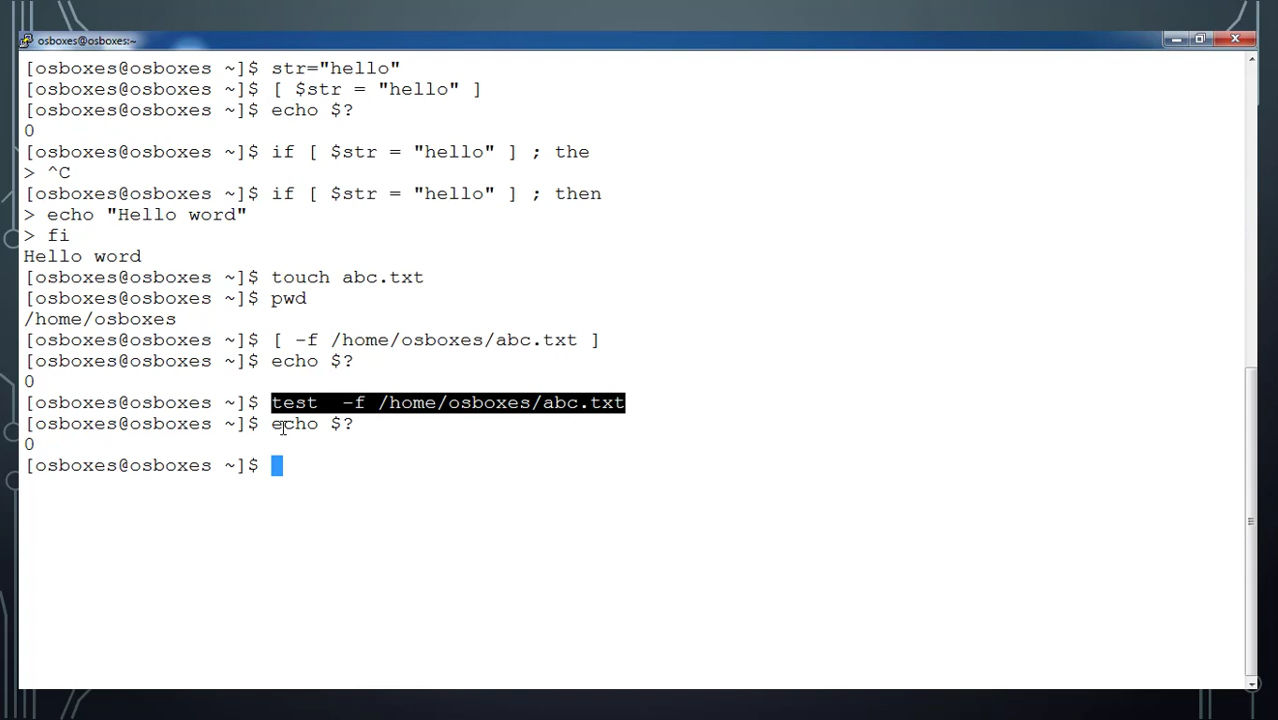 osboxes@osboxes:~
[osboxes@osboxes ~]$ str="hello"
[osboxes@osboxes ~]$ [ $str = "hello" ]
[osboxes@osboxes ~]$ echo $?
0
[osboxes@osboxes ~]$ if [ $str = "hello" ] ; the
> ^C
[osboxes@osboxes ~]$ if [ $str = "hello" ] ; then
> echo "Hello word"
> fi
Hello word
[osboxes@osboxes ~]$ touch abc.txt
[osboxes@osboxes ~]$ pwd
/home/osboxes
[osboxes@osboxes ~]$ [ -f /home/osboxes/abc.txt ]
[osboxes@osboxes ~]$ echo $?
0
[osboxes@osboxes ~]$ test  -f /home/osboxes/abc.txt
[osboxes@osboxes ~]$ echo $?
0
[osboxes@osboxes ~]$